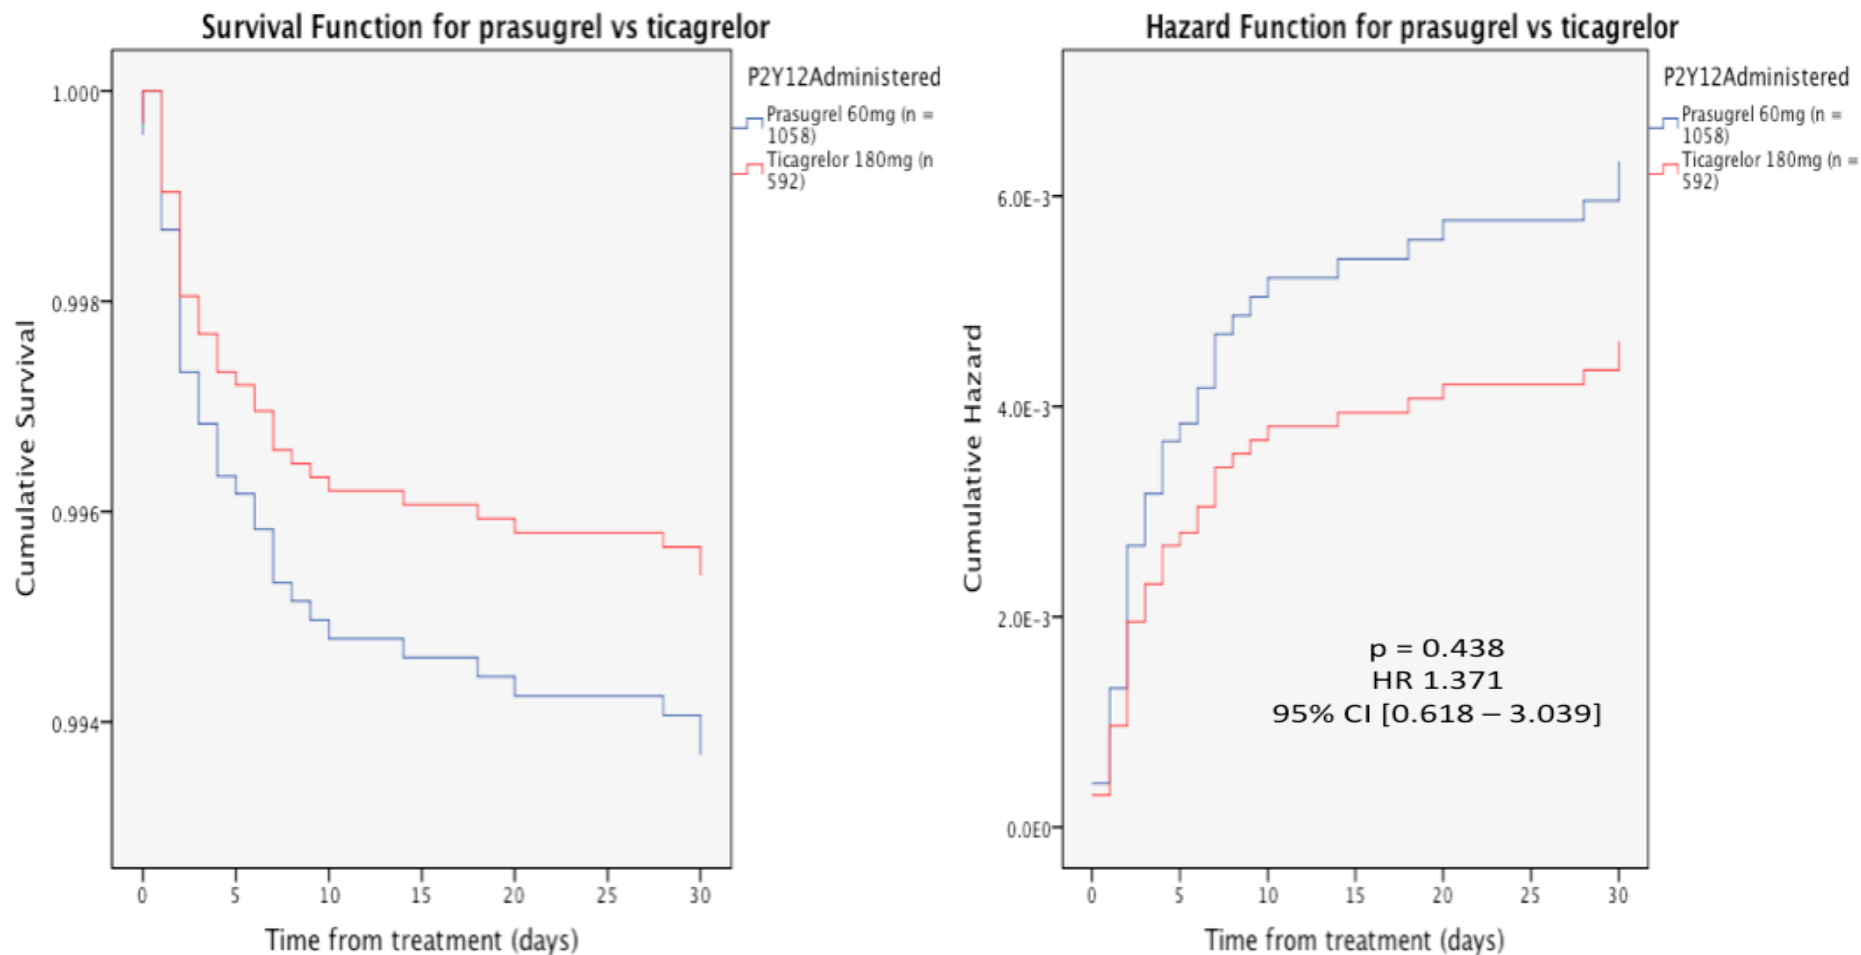 Survival Function for prasugrel vs ticagrelor
P2Y12Administered
Prasugrel 60mg (n =
1058)
Ticagrelor 180mg (n
592)
1.000
0.998
0.996
0.994
Cumulative Survival
0 5 10 15 20 25 30
Time from treatment (days)
Hazard Function for prasugrel vs ticagrelor
P2Y12Administered
Prasugrel 60mg (n =
1058)
Ticagrelor 180mg (n =
592)
6.0E-3
4.0E-3
2.0E-3
0.0E0
Cumulative Hazard
p = 0.438
HR 1.371
95% CI [0.618 – 3.039]
0 5 10 15 20 25 30
Time from treatment (days)